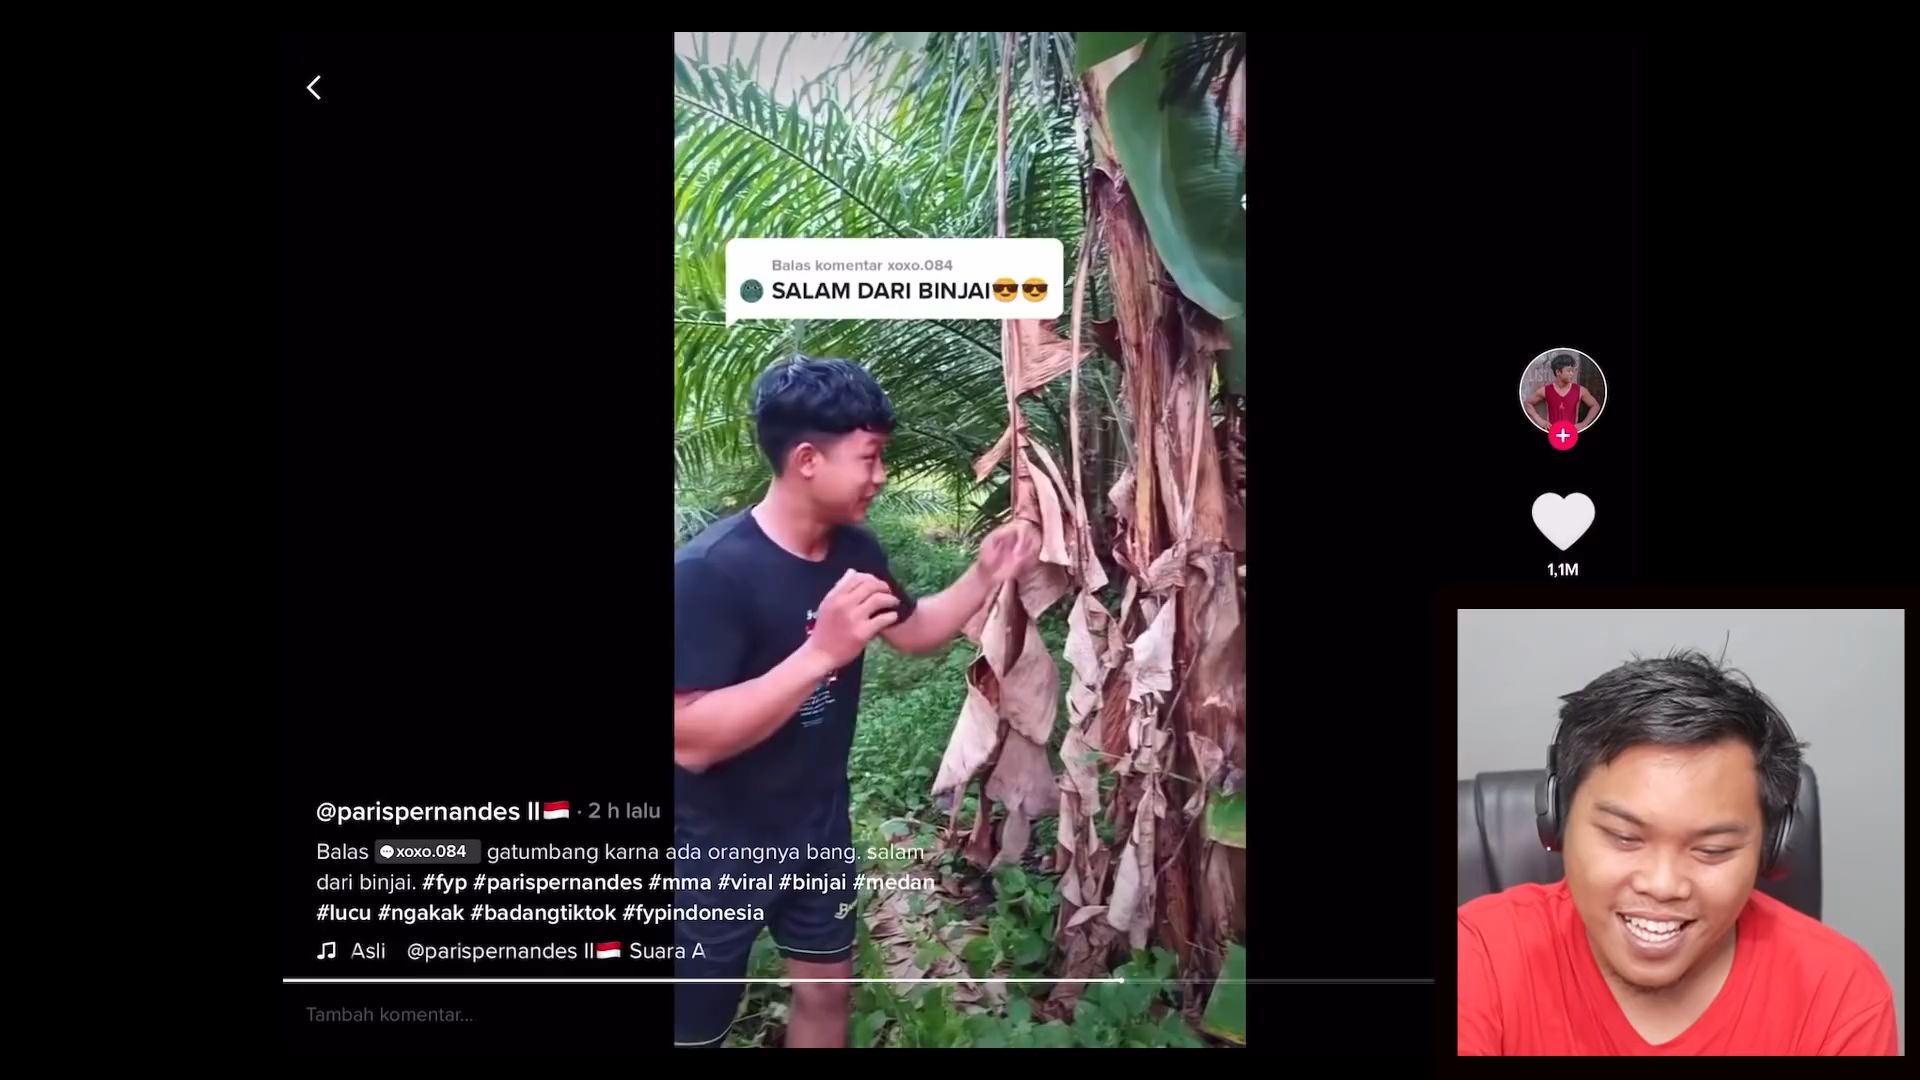 Balas komentar xoxo.084
SALAM DARI BINJAI😎😎
1,1M
@parispernandes II🇮🇩 · 2 h lalu
Balas 💬xoxo.084 gatumbang karna ada orangnya bang. salam
dari binjai. #fyp #parispernandes #mma #viral #binjai #medan
#lucu #ngakak #badangtiktok #fypindonesia
Asli @parispernandes II🇮🇩 Suara A
Tambah komentar...